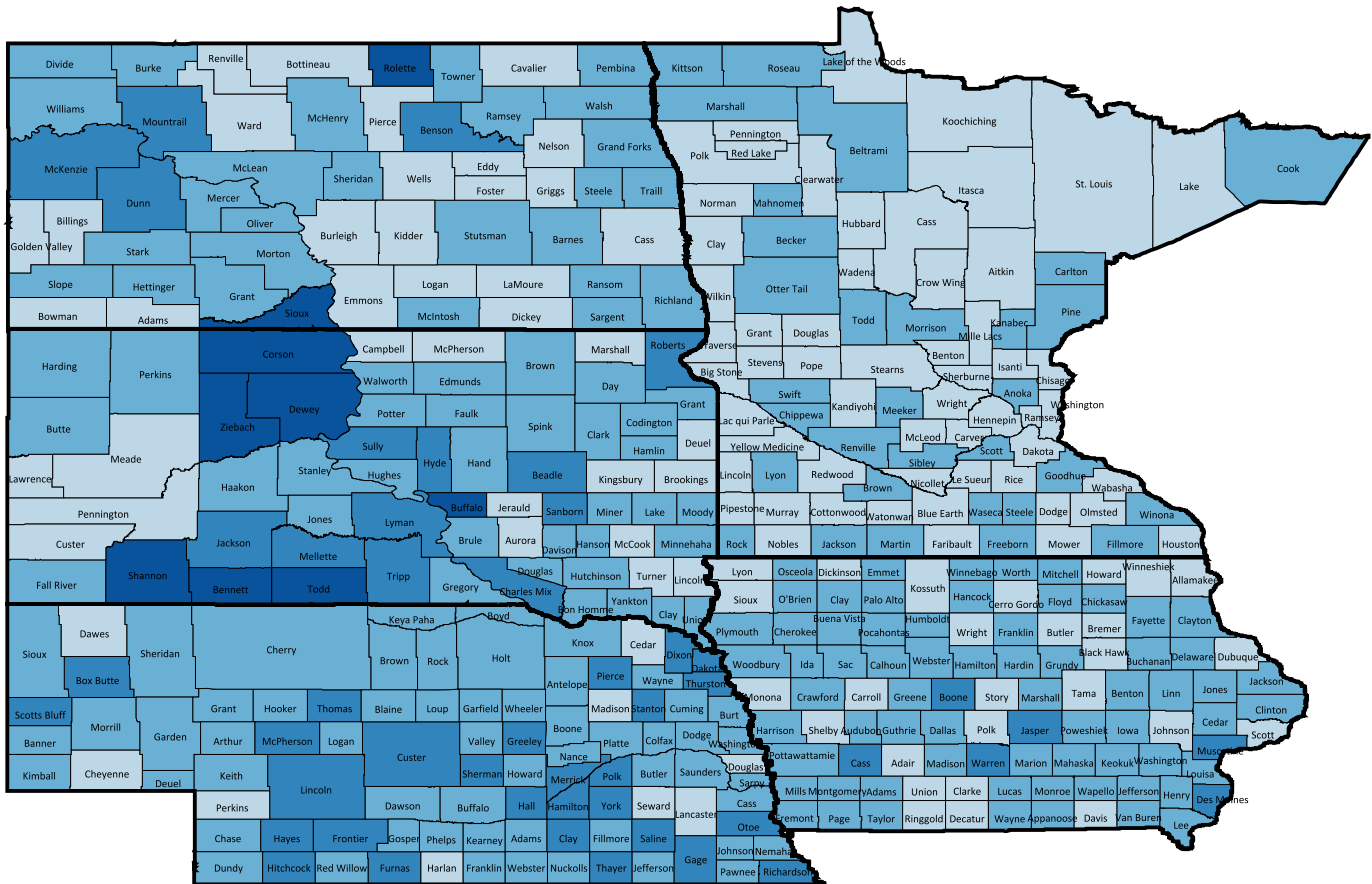 Divide
Burke
Renville
Bottineau
Rolette
Towner
Cavalier
Pembina
Williams
Mountrail
Ward
McHenry
Pierce
Benson
Ramsey
Walsh
Nelson
Grand Forks
McKenzie
McLean
Dunn
Mercer
Oliver
Sheridan
Wells
Eddy
Foster
Griggs
Steele
Traill
Golden Valley
Billings
Stark
Morton
Burleigh
Kidder
Stutsman
Barnes
Cass
Slope
Hettinger
Grant
Bowman
Adams
Sioux
Emmons
Logan
LaMoure
Ransom
Richland
McIntosh
Dickey
Sargent
Kittson
Roseau
Lake of the Woods
Marshall
Koochiching
Pennington
Polk
Red Lake
Beltrami
Clearwater
Itasca
St. Louis
Lake
Cook
Norman
Mahnomen
Hubbard
Cass
Clay
Becker
Wadena
Crow Wing
Aitkin
Carlton
Wilkin
Otter Tail
Todd
Morrison
Mille Lacs
Kanabec
Pine
Traverse
Grant
Douglas
Big Stone
Stevens
Pope
Stearns
Benton
Sherburne
Isanti
Chisago
Swift
Kandiyohi
Meeker
Wright
Anoka
Washington
Lac qui Parle
Chippewa
Hennepin
Ramsey
Yellow Medicine
Renville
McLeod
Carver
Scott
Dakota
Lincoln
Lyon
Redwood
Sibley
Nicollet
Le Sueur
Rice
Goodhue
Wabasha
Brown
Pipestone
Murray
Cottonwood
Watonwan
Blue Earth
Waseca
Steele
Dodge
Olmsted
Winona
Rock
Nobles
Jackson
Martin
Faribault
Freeborn
Mower
Fillmore
Houston
Harding
Perkins
Corson
Campbell
McPherson
Brown
Marshall
Roberts
Butte
Ziebach
Dewey
Walworth
Edmunds
Day
Grant
Potter
Faulk
Spink
Clark
Codington
Hamlin
Deuel
Meade
Lawrence
Sully
Hyde
Hand
Beadle
Kingsbury
Brookings
Haakon
Stanley
Hughes
Pennington
Jones
Lyman
Buffalo
Jerauld
Sanborn
Miner
Lake
Moody
Custer
Jackson
Mellette
Brule
Aurora
Davison
Hanson
McCook
Minnehaha
Fall River
Shannon
Bennett
Todd
Tripp
Gregory
Douglas
Charles Mix
Hutchinson
Turner
Lincoln
Bon Homme
Yankton
Clay
Union
Sioux
Dawes
Box Butte
Sheridan
Cherry
Keya Paha
Boyd
Brown
Rock
Holt
Knox
Cedar
Dixon
Dakota
Antelope
Pierce
Wayne
Thurston
Scotts Bluff
Morrill
Garden
Grant
Hooker
Thomas
Blaine
Loup
Garfield
Wheeler
Madison
Stanton
Cuming
Burt
Banner
Arthur
McPherson
Logan
Custer
Valley
Greeley
Boone
Platte
Colfax
Dodge
Washington
Nance
Kimball
Cheyenne
Deuel
Keith
Lincoln
Sherman
Howard
Merrick
Polk
Butler
Saunders
Douglas
Sarpy
Perkins
Dawson
Buffalo
Hall
Hamilton
York
Seward
Lancaster
Cass
Otoe
Chase
Hayes
Frontier
Gosper
Phelps
Kearney
Adams
Clay
Fillmore
Saline
Gage
Johnson
Nemaha
Dundy
Hitchcock
Red Willow
Furnas
Harlan
Franklin
Webster
Nuckolls
Thayer
Jefferson
Pawnee
Richardson
Lyon
Osceola
Dickinson
Emmet
Kossuth
Winnebago
Worth
Mitchell
Howard
Winneshiek
Allamakee
Sioux
O'Brien
Clay
Palo Alto
Hancock
Cerro Gordo
Floyd
Chickasaw
Plymouth
Cherokee
Buena Vista
Pocahontas
Humboldt
Wright
Franklin
Butler
Bremer
Fayette
Clayton
Woodbury
Ida
Sac
Calhoun
Webster
Hamilton
Hardin
Grundy
Black Hawk
Buchanan
Delaware
Dubuque
Monona
Crawford
Carroll
Greene
Boone
Story
Marshall
Tama
Benton
Linn
Jones
Jackson
Harrison
Shelby
Audubon
Guthrie
Dallas
Polk
Jasper
Poweshiek
Iowa
Johnson
Cedar
Clinton
Scott
Pottawattamie
Cass
Adair
Madison
Warren
Marion
Mahaska
Keokuk
Washington
Muscatine
Louisa
Mills
Montgomery
Adams
Union
Clarke
Lucas
Monroe
Wapello
Jefferson
Henry
Des Moines
Fremont
Page
Taylor
Ringgold
Decatur
Wayne
Appanoose
Davis
Van Buren
Lee